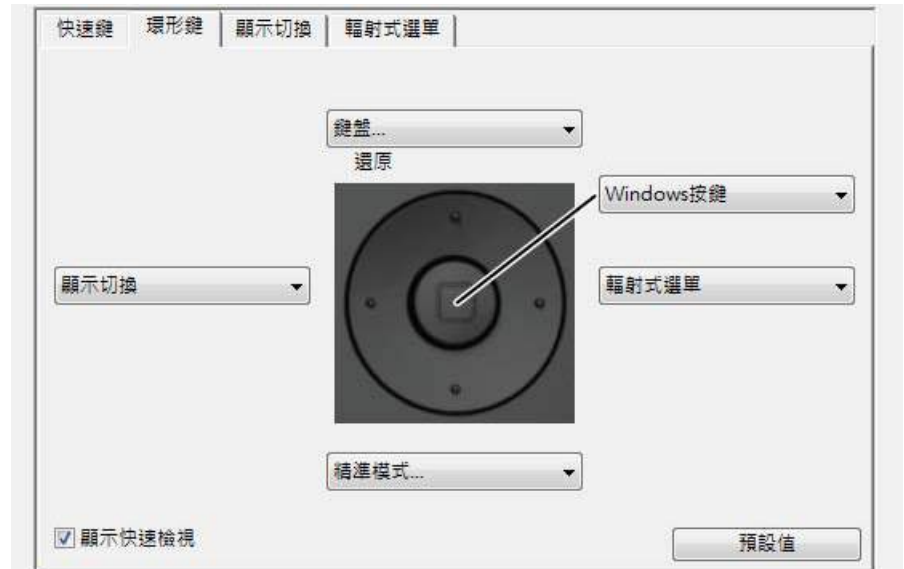 快速鍵 環形鍵 顯示切換 輻射式選單
鍵盤...
還原
Windows按鍵
顯示切換
輻射式選單
精準模式...
顯示快速檢視
預設值